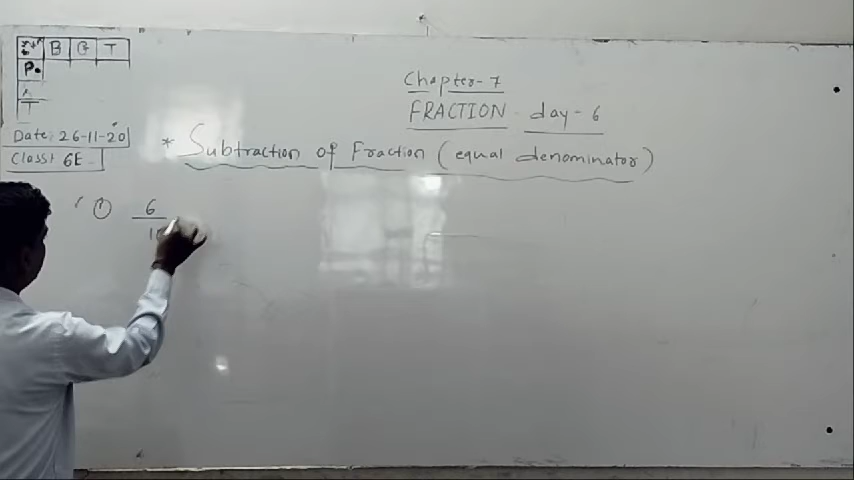 B G T
P.
T
Chapter-7
FRACTION day-6
Date: 26-11-20
Class: 6E
* Subtraction of Fraction (equal denominator)
① 6